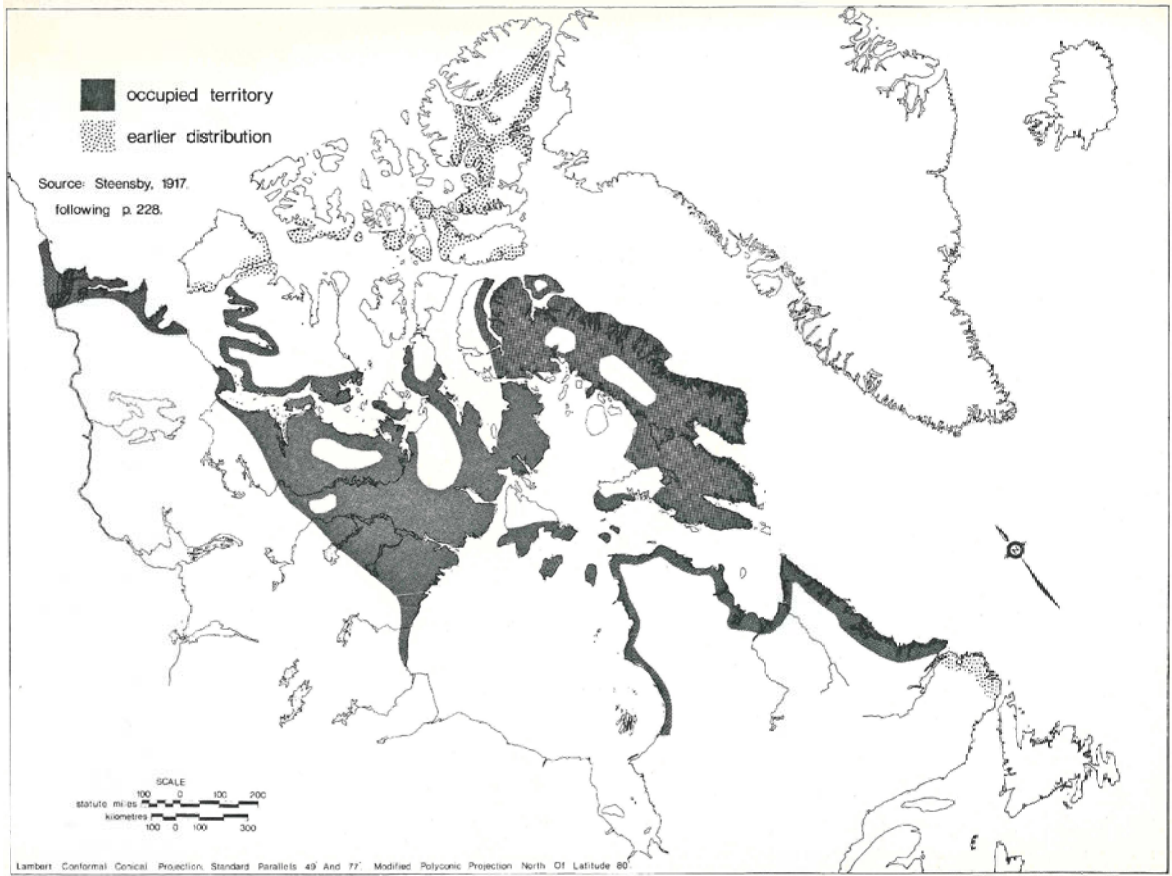 occupied territory
earlier distribution
Source: Steensby, 1917.
following p. 228.
SCALE
100 0 100 200
statute miles
kilometres
100 0 100 300
Lambert Conformal Conical Projection, Standard Parallels 49° And 77° Modified Polyconic Projection North Of Latitude 80°.